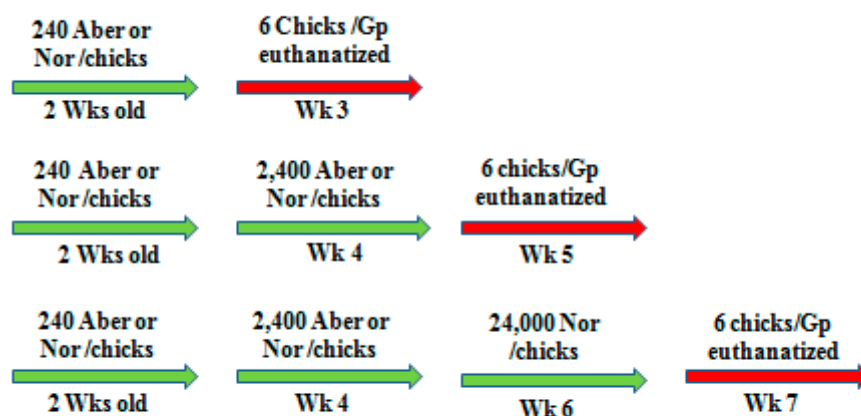 240 Aber or
Nor /chicks
6 Chicks /Gp
euthanatized
2 Wks old
Wk 3
240 Aber or
Nor /chicks
2,400 Aber or
Nor /chicks
6 chicks/Gp
euthanatized
2 Wks old
Wk 4
Wk 5
240 Aber or
Nor /chicks
2,400 Aber or
Nor /chicks
24,000 Nor
/chicks
6 chicks/Gp
euthanatized
2 Wks old
Wk 4
Wk 6
Wk 7